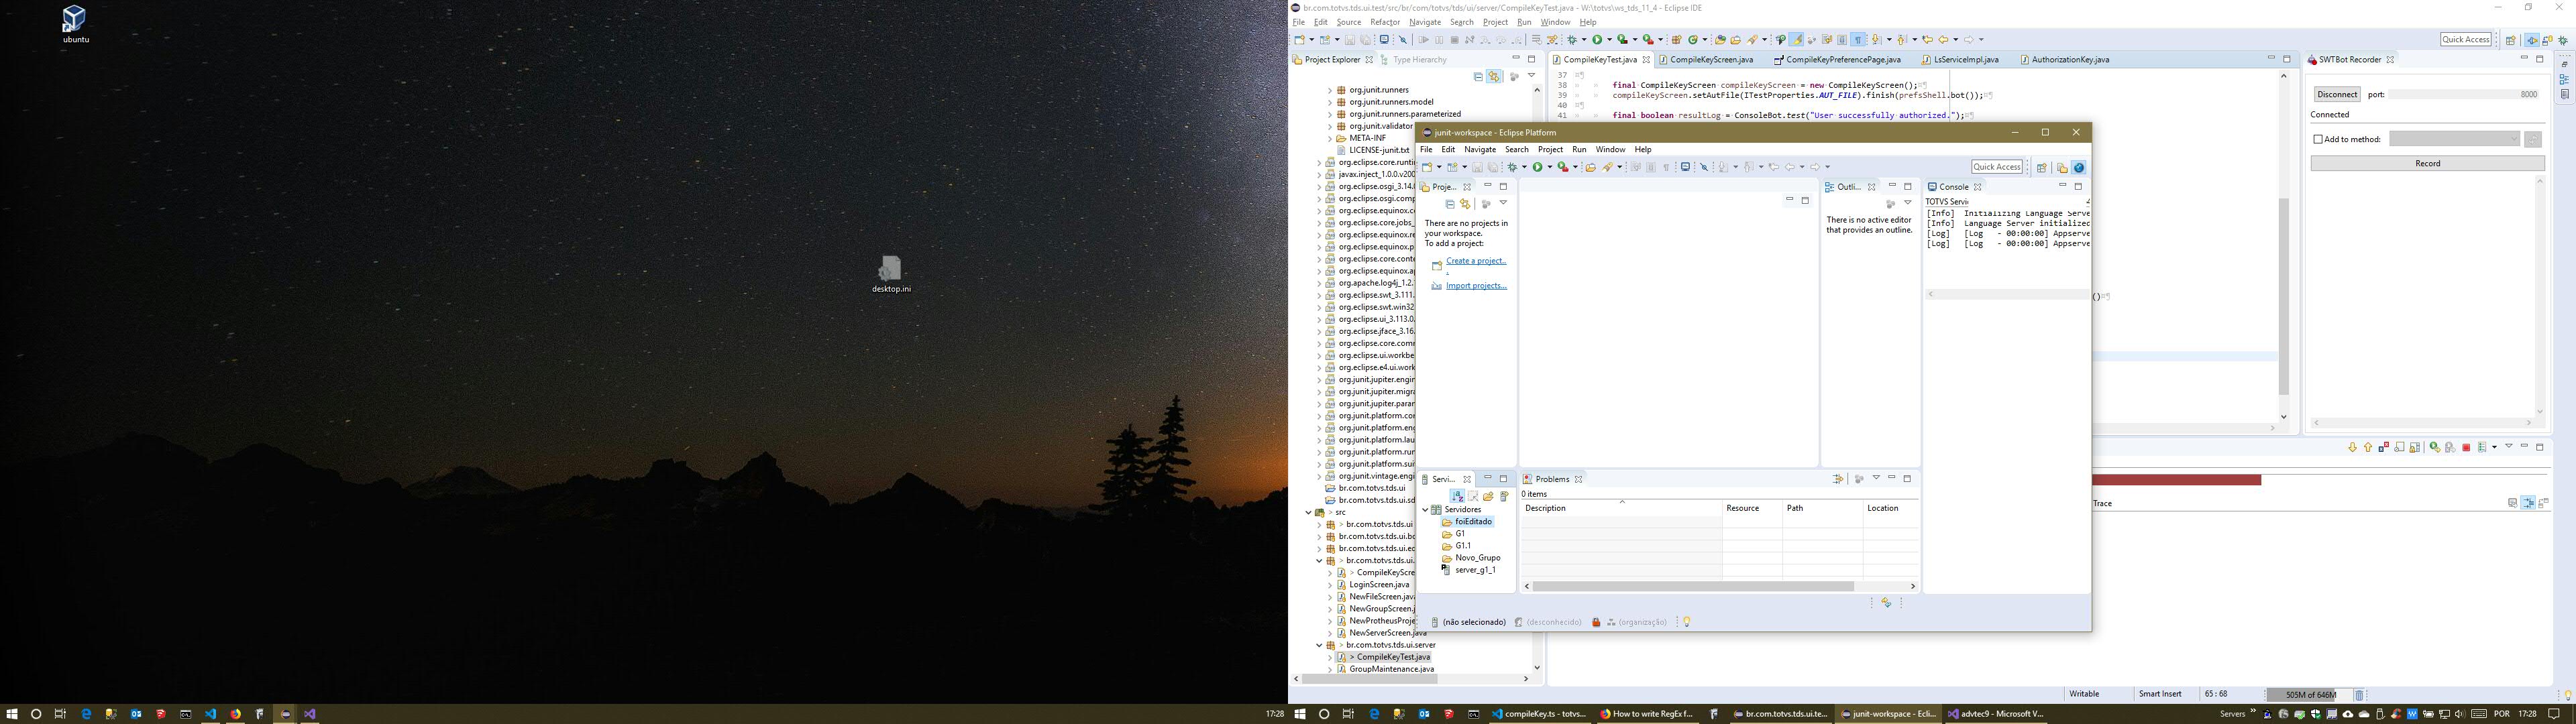 ubuntu
desktop.ini
br.com.totvs.tds.ui.test/src/br/com/totvs/tds/ui/server/CompileKeyTest.java - W:\totvs\ws_tds_11_4 - Eclipse IDE
File Edit Source Refactor Navigate Search Project Run Window Help
Quick Access
Project Explorer
Type Hierarchy
org.junit.runners
org.junit.runners.model
org.junit.runners.parameterized
org.junit.validator
META-INF
LICENSE-junit.txt
org.eclipse.core.runti
javax.inject_1.0.0.v200
org.eclipse.osgi_3.14.0
org.eclipse.osgi.comp
org.eclipse.equinox.c
org.eclipse.core.jobs_
org.eclipse.equinox.re
org.eclipse.equinox.p
org.eclipse.core.conte
org.eclipse.equinox.a
org.apache.log4j_1.2.
org.eclipse.swt_3.111.
org.eclipse.swt.win32
org.eclipse.ui_3.113.0.
org.eclipse.jface_3.16.
org.eclipse.core.comm
org.eclipse.ui.workbe
org.eclipse.e4.ui.work
org.junit.jupiter.engin
org.junit.jupiter.migra
org.junit.jupiter.paran
org.junit.platform.con
org.junit.platform.eng
org.junit.platform.lau
org.junit.platform.run
org.junit.platform.suit
org.junit.vintage.engi
br.com.totvs.tds.ui
br.com.totvs.tds.ui.sd
> src
> br.com.totvs.tds.ui
> br.com.totvs.tds.ui.bo
> br.com.totvs.tds.ui.ec
> br.com.totvs.tds.ui.
> CompileKeyScre
LoginScreen.java
NewFileScreen.java
NewGroupScreen.j
NewProtheusProje
NewServerScreen.java
> br.com.totvs.tds.ui.server
> CompileKeyTest.java
GroupMaintenance.java
CompileKeyTest.java
CompileKeyScreen.java
CompileKeyPreferencePage.java
LsServiceImpl.java
AuthorizationKey.java
37
38 final CompileKeyScreen compileKeyScreen = new CompileKeyScreen();
39 compileKeyScreen.setAutFile(ITestProperties.AUT_FILE).finish(prefsShell.bot());
40
41 final boolean resultLog = ConsoleBot.test("User successfully authorized.");
()
SWTBot Recorder
Disconnect port: 8000
Connected
Add to method:
Record
Trace
junit-workspace - Eclipse Platform
File Edit Navigate Search Project Run Window Help
Quick Access
Proje...
There are no projects in
your workspace.
To add a project:
Create a project..
.
Import projects...
Outli...
There is no active editor
that provides an outline.
Console
TOTVS Servi
[Info] Initializing Language Serve
[Info] Language Server initialized
[Log] [Log - 00:00:00] Appserve
[Log] [Log - 00:00:00] Appserve
Servi...
Servidores
foiEditado
G1
G1.1
Novo_Grupo
server_g1_1
Problems
0 items
Description Resource Path Location
(não selecionado) (desconhecido) (organização)
Writable Smart Insert 65 : 68 505M of 646M
17:28
compileKey.ts - totvs...
How to write RegEx f...
br.com.totvs.tds.ui.te...
junit-workspace - Ecli...
advtec9 - Microsoft V...
Servers POR 17:28